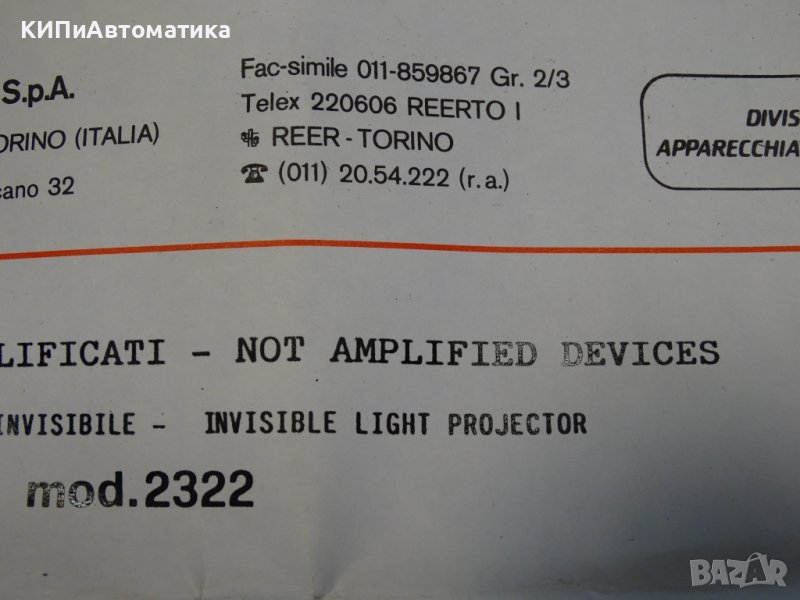 КИПиАвтоматика
S.p.A.
ORINO (ITALIA)
cano 32
Fac-simile 011-859867 Gr. 2/3
Telex 220606 REERTO I
REER - TORINO
☎ (011) 20.54.222 (r.a.)
DIVIS
APPARECCHIA
LIFICATI - NOT AMPLIFIED DEVICES
INVISIBILE - INVISIBLE LIGHT PROJECTOR
mod.2322
BAZAR